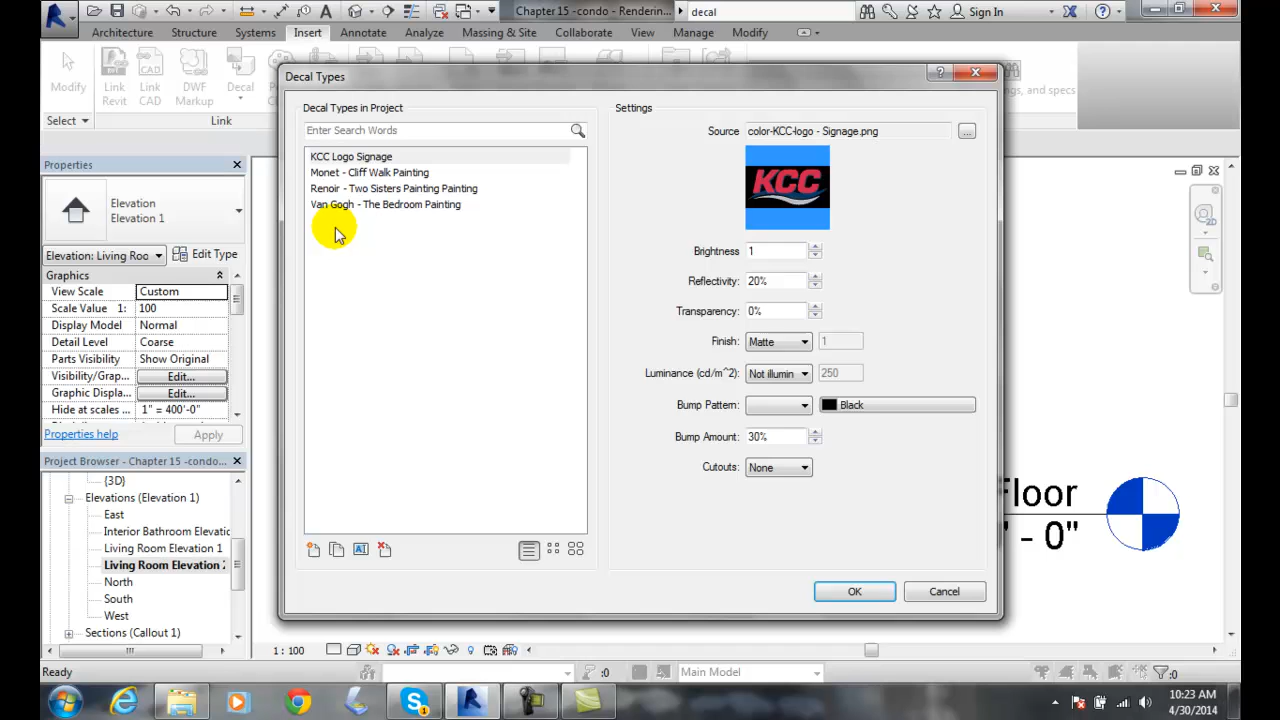 Chapter 15 -condo - Renderin...
decal
Sign In
Architecture
Structure
Systems
Insert
Annotate
Analyze
Massing & Site
Collaborate
View
Manage
Modify
Modify
Link Revit
Link CAD
DWF Markup
Decal
ngs, and specs
Select
Link
Decal Types
Decal Types in Project
Enter Search Words
KCC Logo Signage
Monet - Cliff Walk Painting
Renoir - Two Sisters Painting Painting
Van Gogh - The Bedroom Painting
Settings
Source
color-KCC-logo - Signage.png
...
KCC
Brightness
1
Reflectivity:
20%
Transparency:
0%
Finish:
Matte
1
Luminance (cd/m^2):
Not illumin
250
Bump Pattern:
Black
Bump Amount:
30%
Cutouts:
None
OK
Cancel
Properties
Elevation
Elevation 1
Elevation: Living Roo
Edit Type
Graphics
View Scale
Custom
Scale Value 1:
100
Display Model
Normal
Detail Level
Coarse
Parts Visibility
Show Original
Visibility/Grap...
Edit...
Graphic Displa...
Edit...
Hide at scales ...
1" = 400'-0"
Properties help
Apply
Project Browser - Chapter 15 -condo...
{3D}
Elevations (Elevation 1)
East
Interior Bathroom Elevati
Living Room Elevation 1
Living Room Elevation 2
North
South
West
Sections (Callout 1)
Floor
' - 0"
2D
1 : 100
Ready
:0
Main Model
:0
10:23 AM
4/30/2014